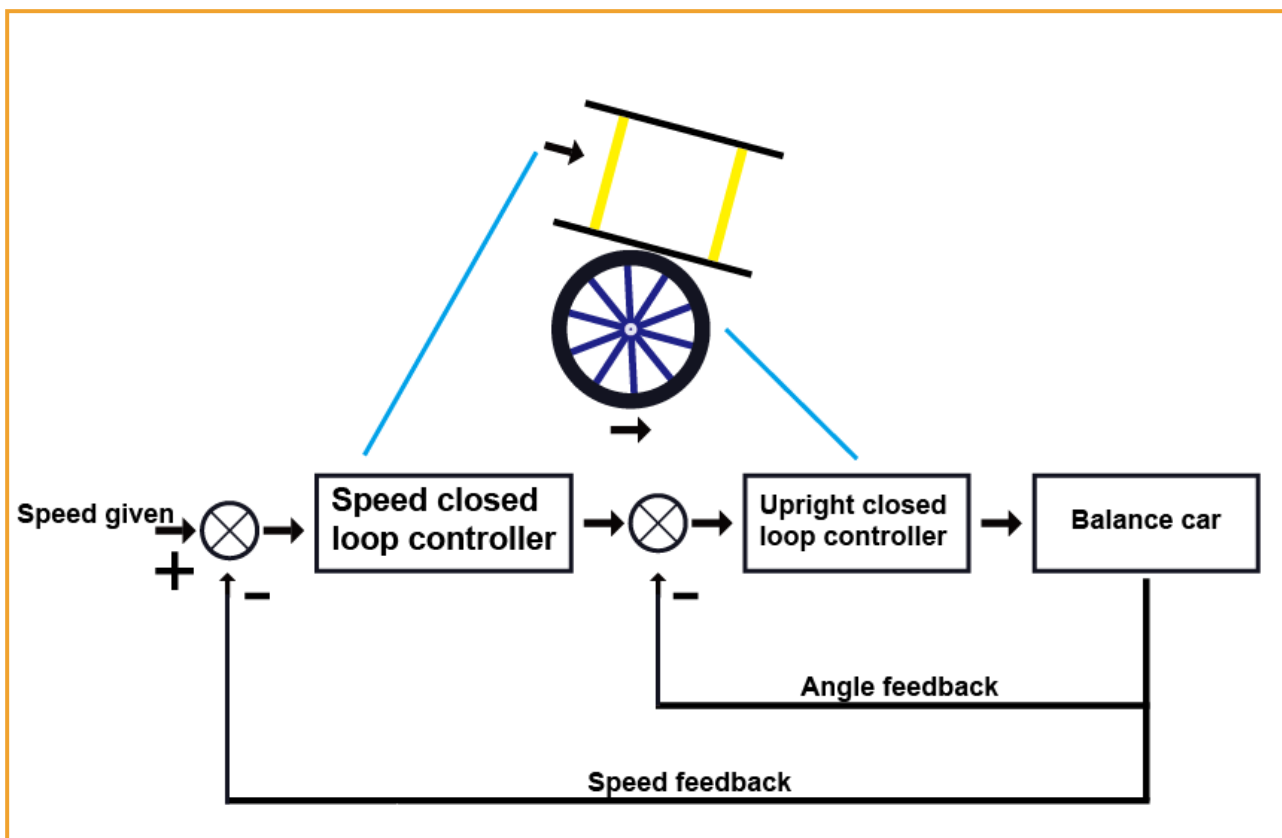 Speed given
+
-
Speed closed
loop controller
-
Upright closed
loop controller
Balance car
Angle feedback
Speed feedback